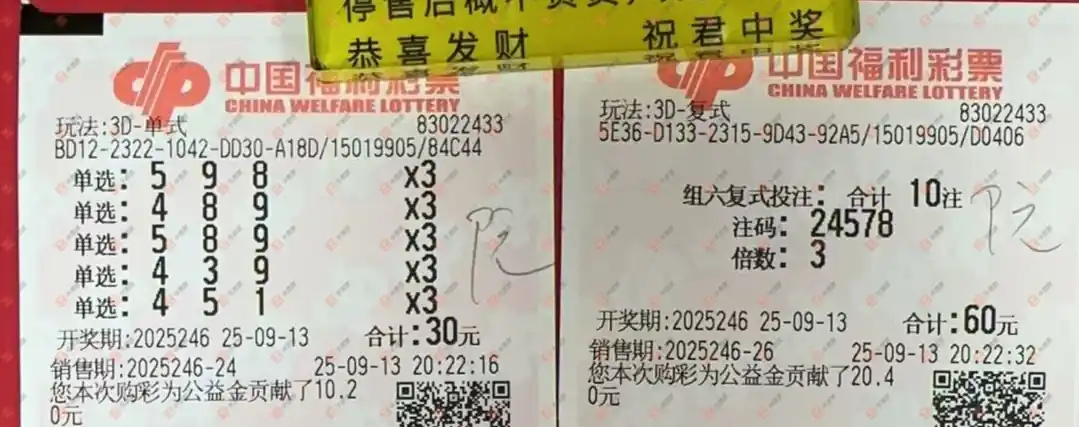 恭喜发财 祝君中奖
中国福利彩票
CHINA WELFARE LOTTERY
玩法:3D-单式 83022433
BD12-2322-1042-DD30-A18D/15019905/84C44
单选: 5 9 8 x3
单选: 4 8 9 x3
单选: 5 8 9 x3
单选: 4 3 9 x3
单选: 4 5 1 x3
开奖期:2025246 25-09-13 合计:30元
销售期:2025246-24 25-09-13 20:22:16
您本次购彩为公益金贡献了10.2
0元
中国福利彩票
CHINA WELFARE LOTTERY
玩法:3D-复式 83022433
5E36-D133-2315-9D43-92A5/15019905/D0406
组六复式投注: 合计 10注
注码: 24578
倍数: 3
开奖期:2025246 25-09-13 合计:60元
销售期:2025246-26 25-09-13 20:22:32
您本次购彩为公益金贡献了20.4
0元